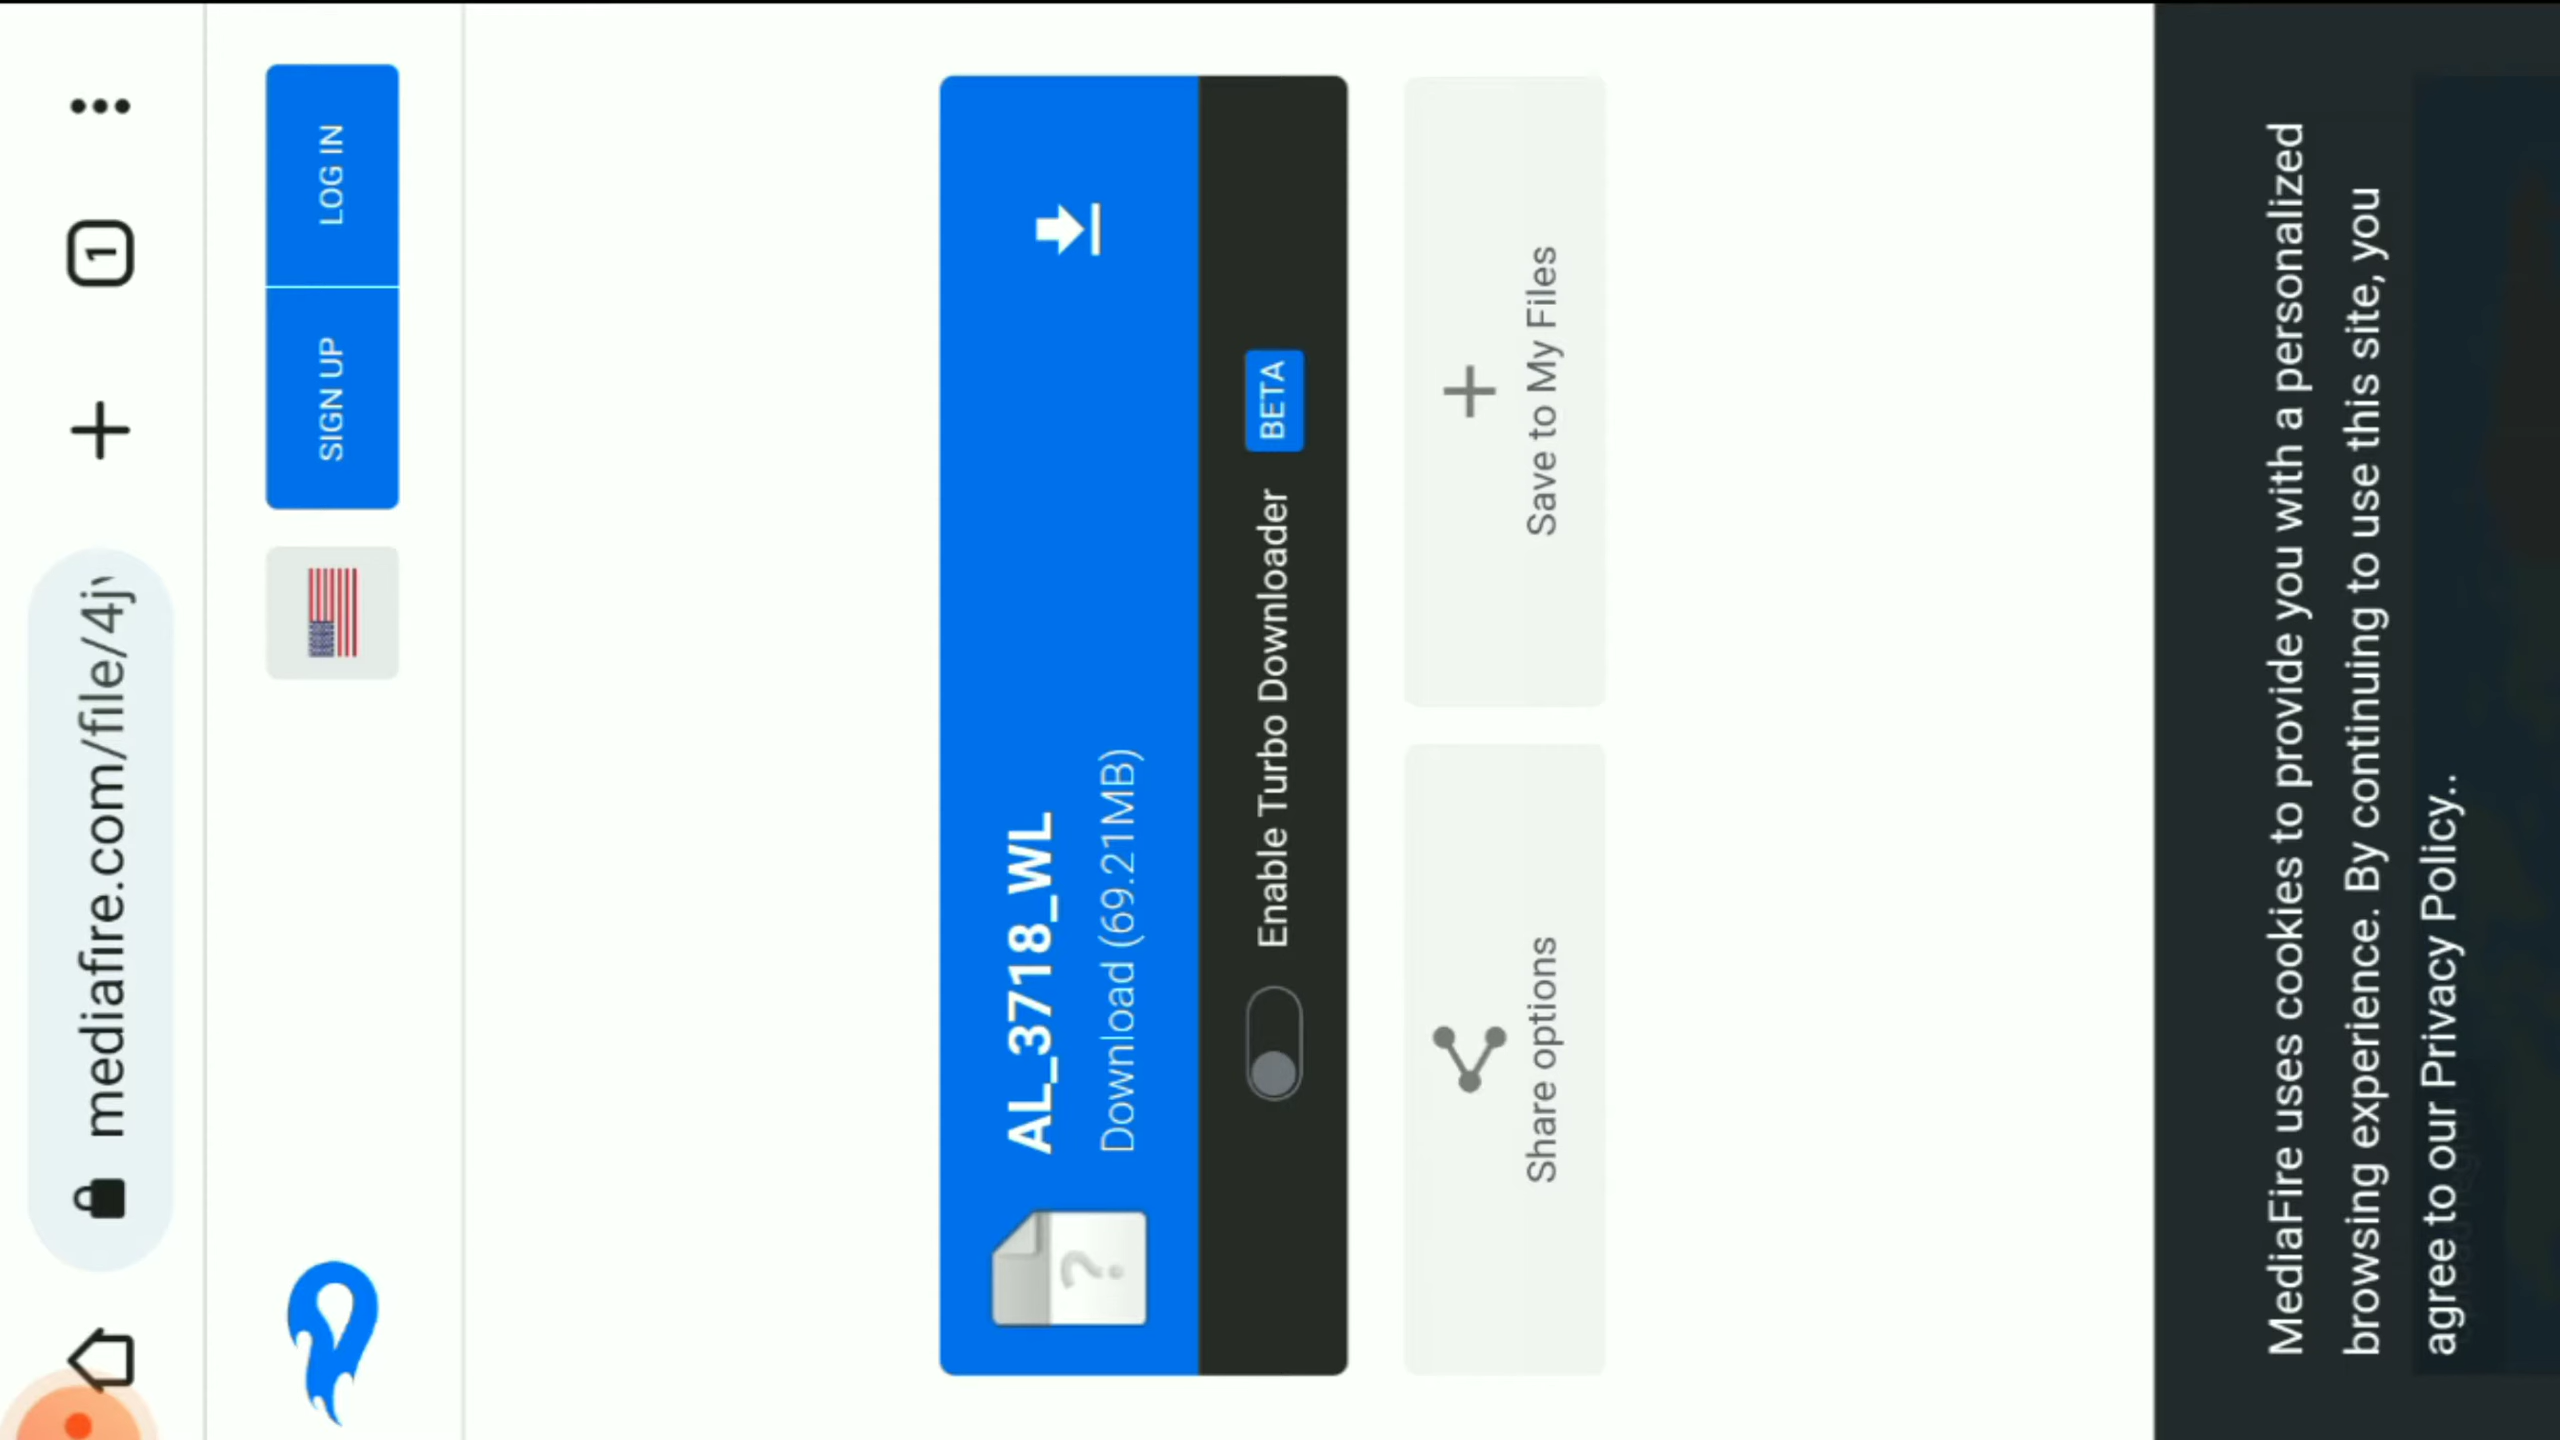 mediafire.com/file/4j
1
SIGN UP
LOG IN
AL_3718_WL
Download (69.21MB)
Enable Turbo Downloader BETA
Share options
Save to My Files
MediaFire uses cookies to provide you with a personalized
browsing experience. By continuing to use this site, you
agree to our Privacy Policy..